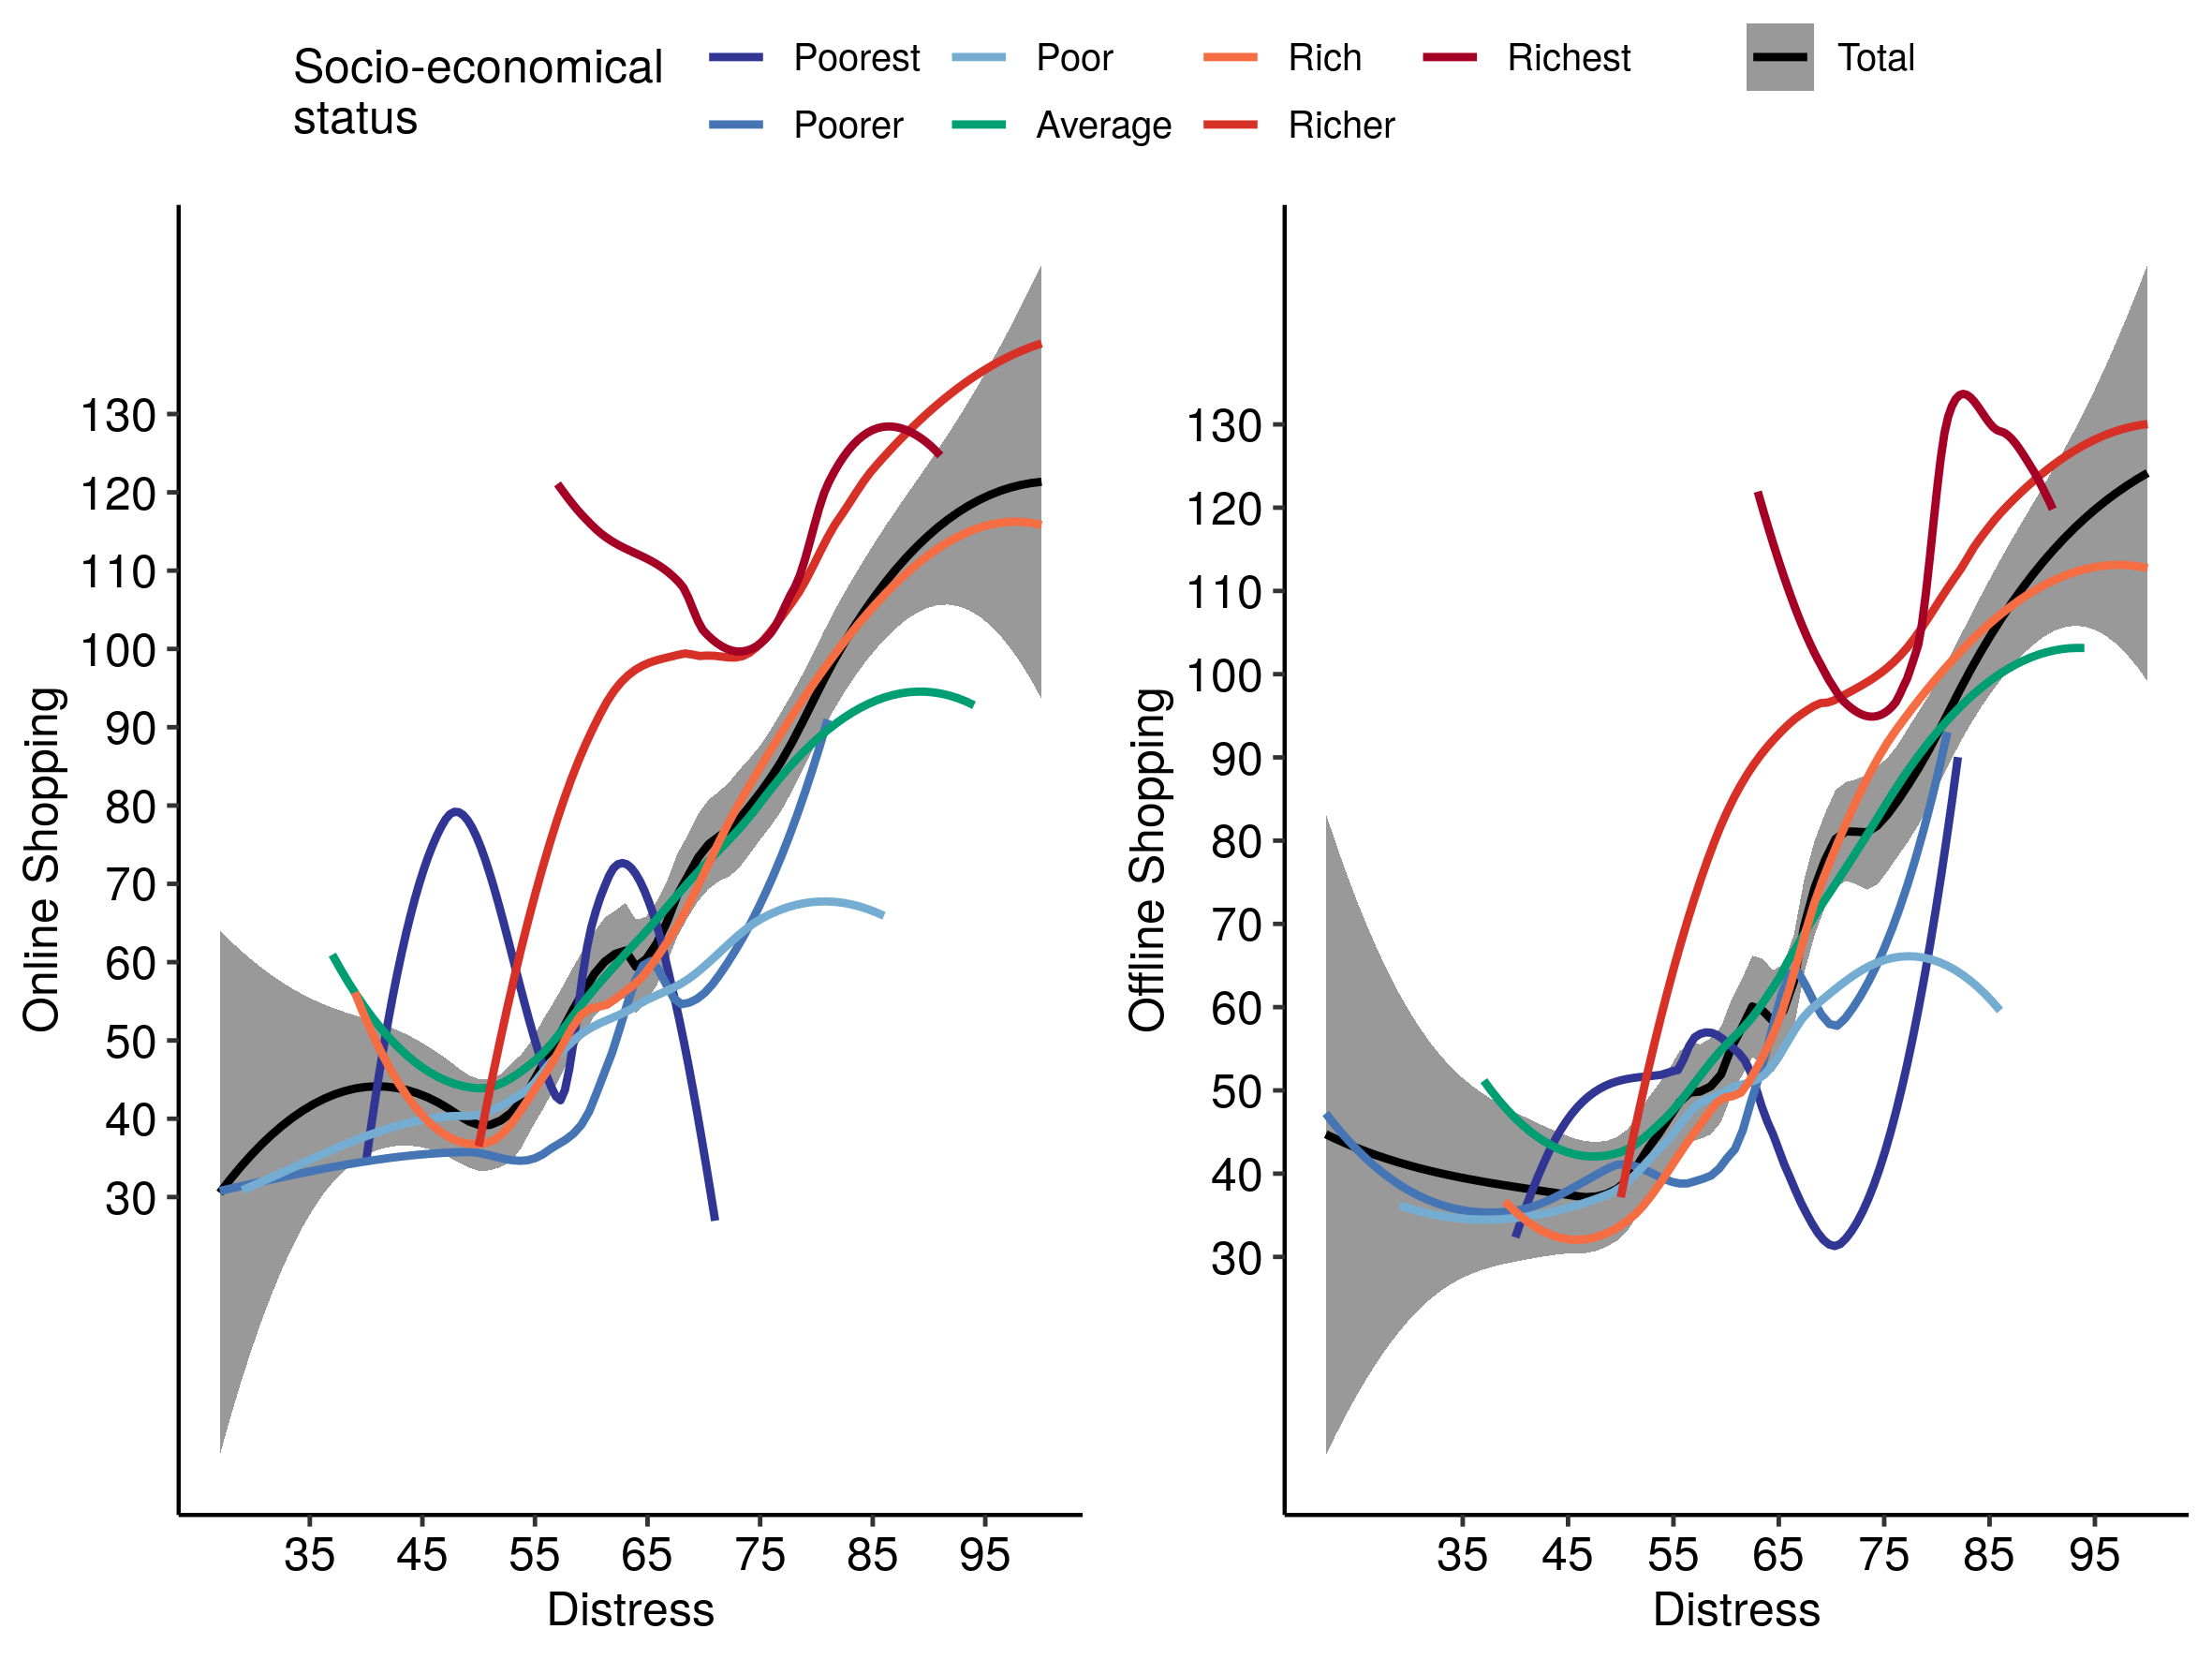 Socio-economical
status
Poorest
Poor
Rich
Richest
Total
Poorer
Average
Richer
Online Shopping
130
120
110
100
90
80
70
60
50
40
30
35 45 55 65 75 85 95
Distress
Offline Shopping
130
120
110
100
90
80
70
60
50
40
30
35 45 55 65 75 85 95
Distress